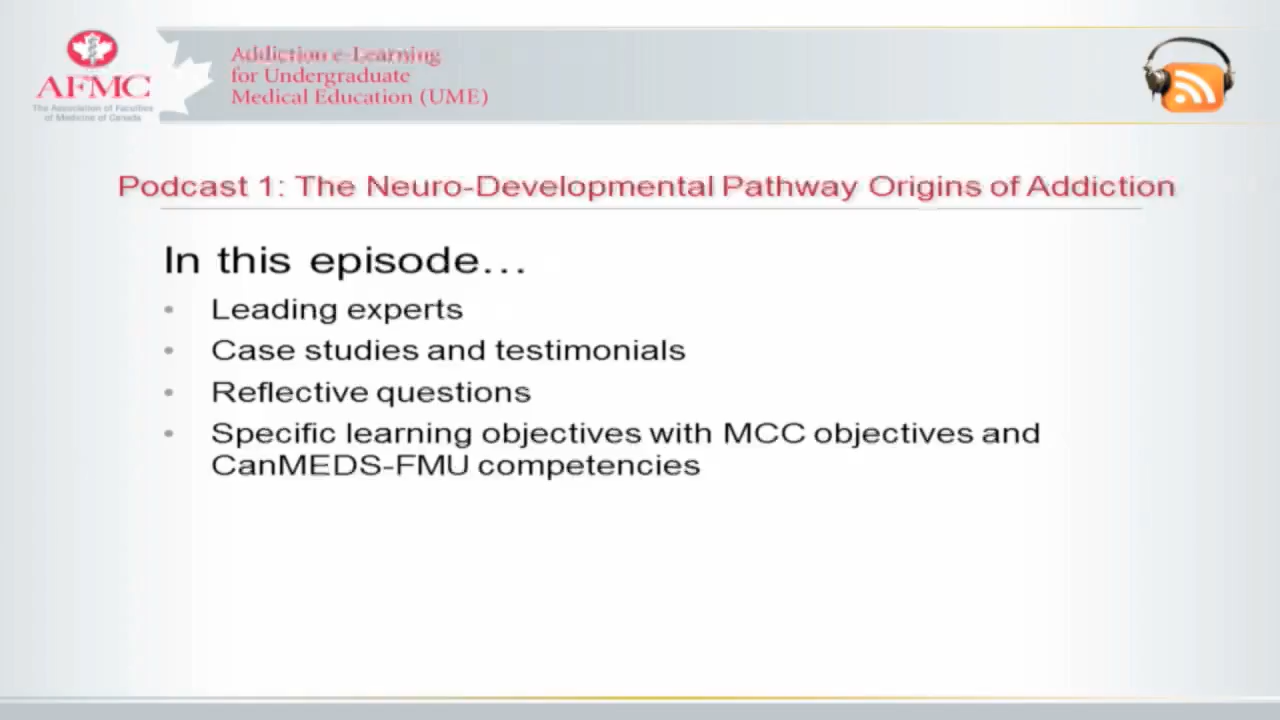 AFMC
The Association of Faculties
of Medicine of Canada
Addiction e-Learning
for Undergraduate
Medical Education (UME)
Podcast 1: The Neuro-Developmental Pathway Origins of Addiction
In this episode…
• Leading experts
• Case studies and testimonials
• Reflective questions
• Specific learning objectives with MCC objectives and
CanMEDS-FMU competencies